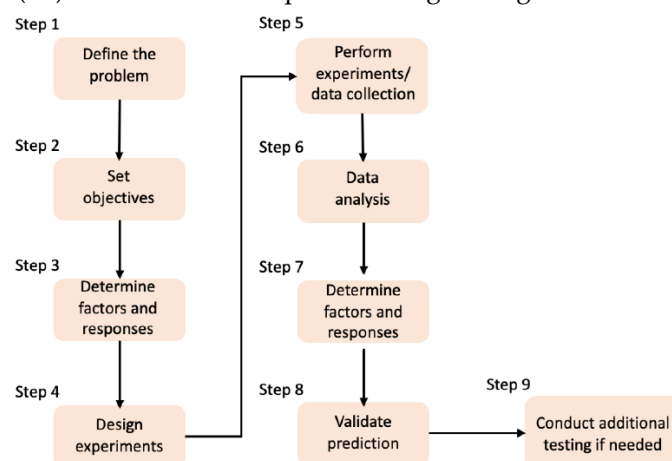 Step 1
Define the
problem
Step 2
Set
objectives
Step 3
Determine
factors and
responses
Step 4
Design
experiments
Step 5
Perform
experiments/
data collection
Step 6
Data
analysis
Step 7
Determine
factors and
responses
Step 8
Validate
prediction
Step 9
Conduct additional
testing if needed